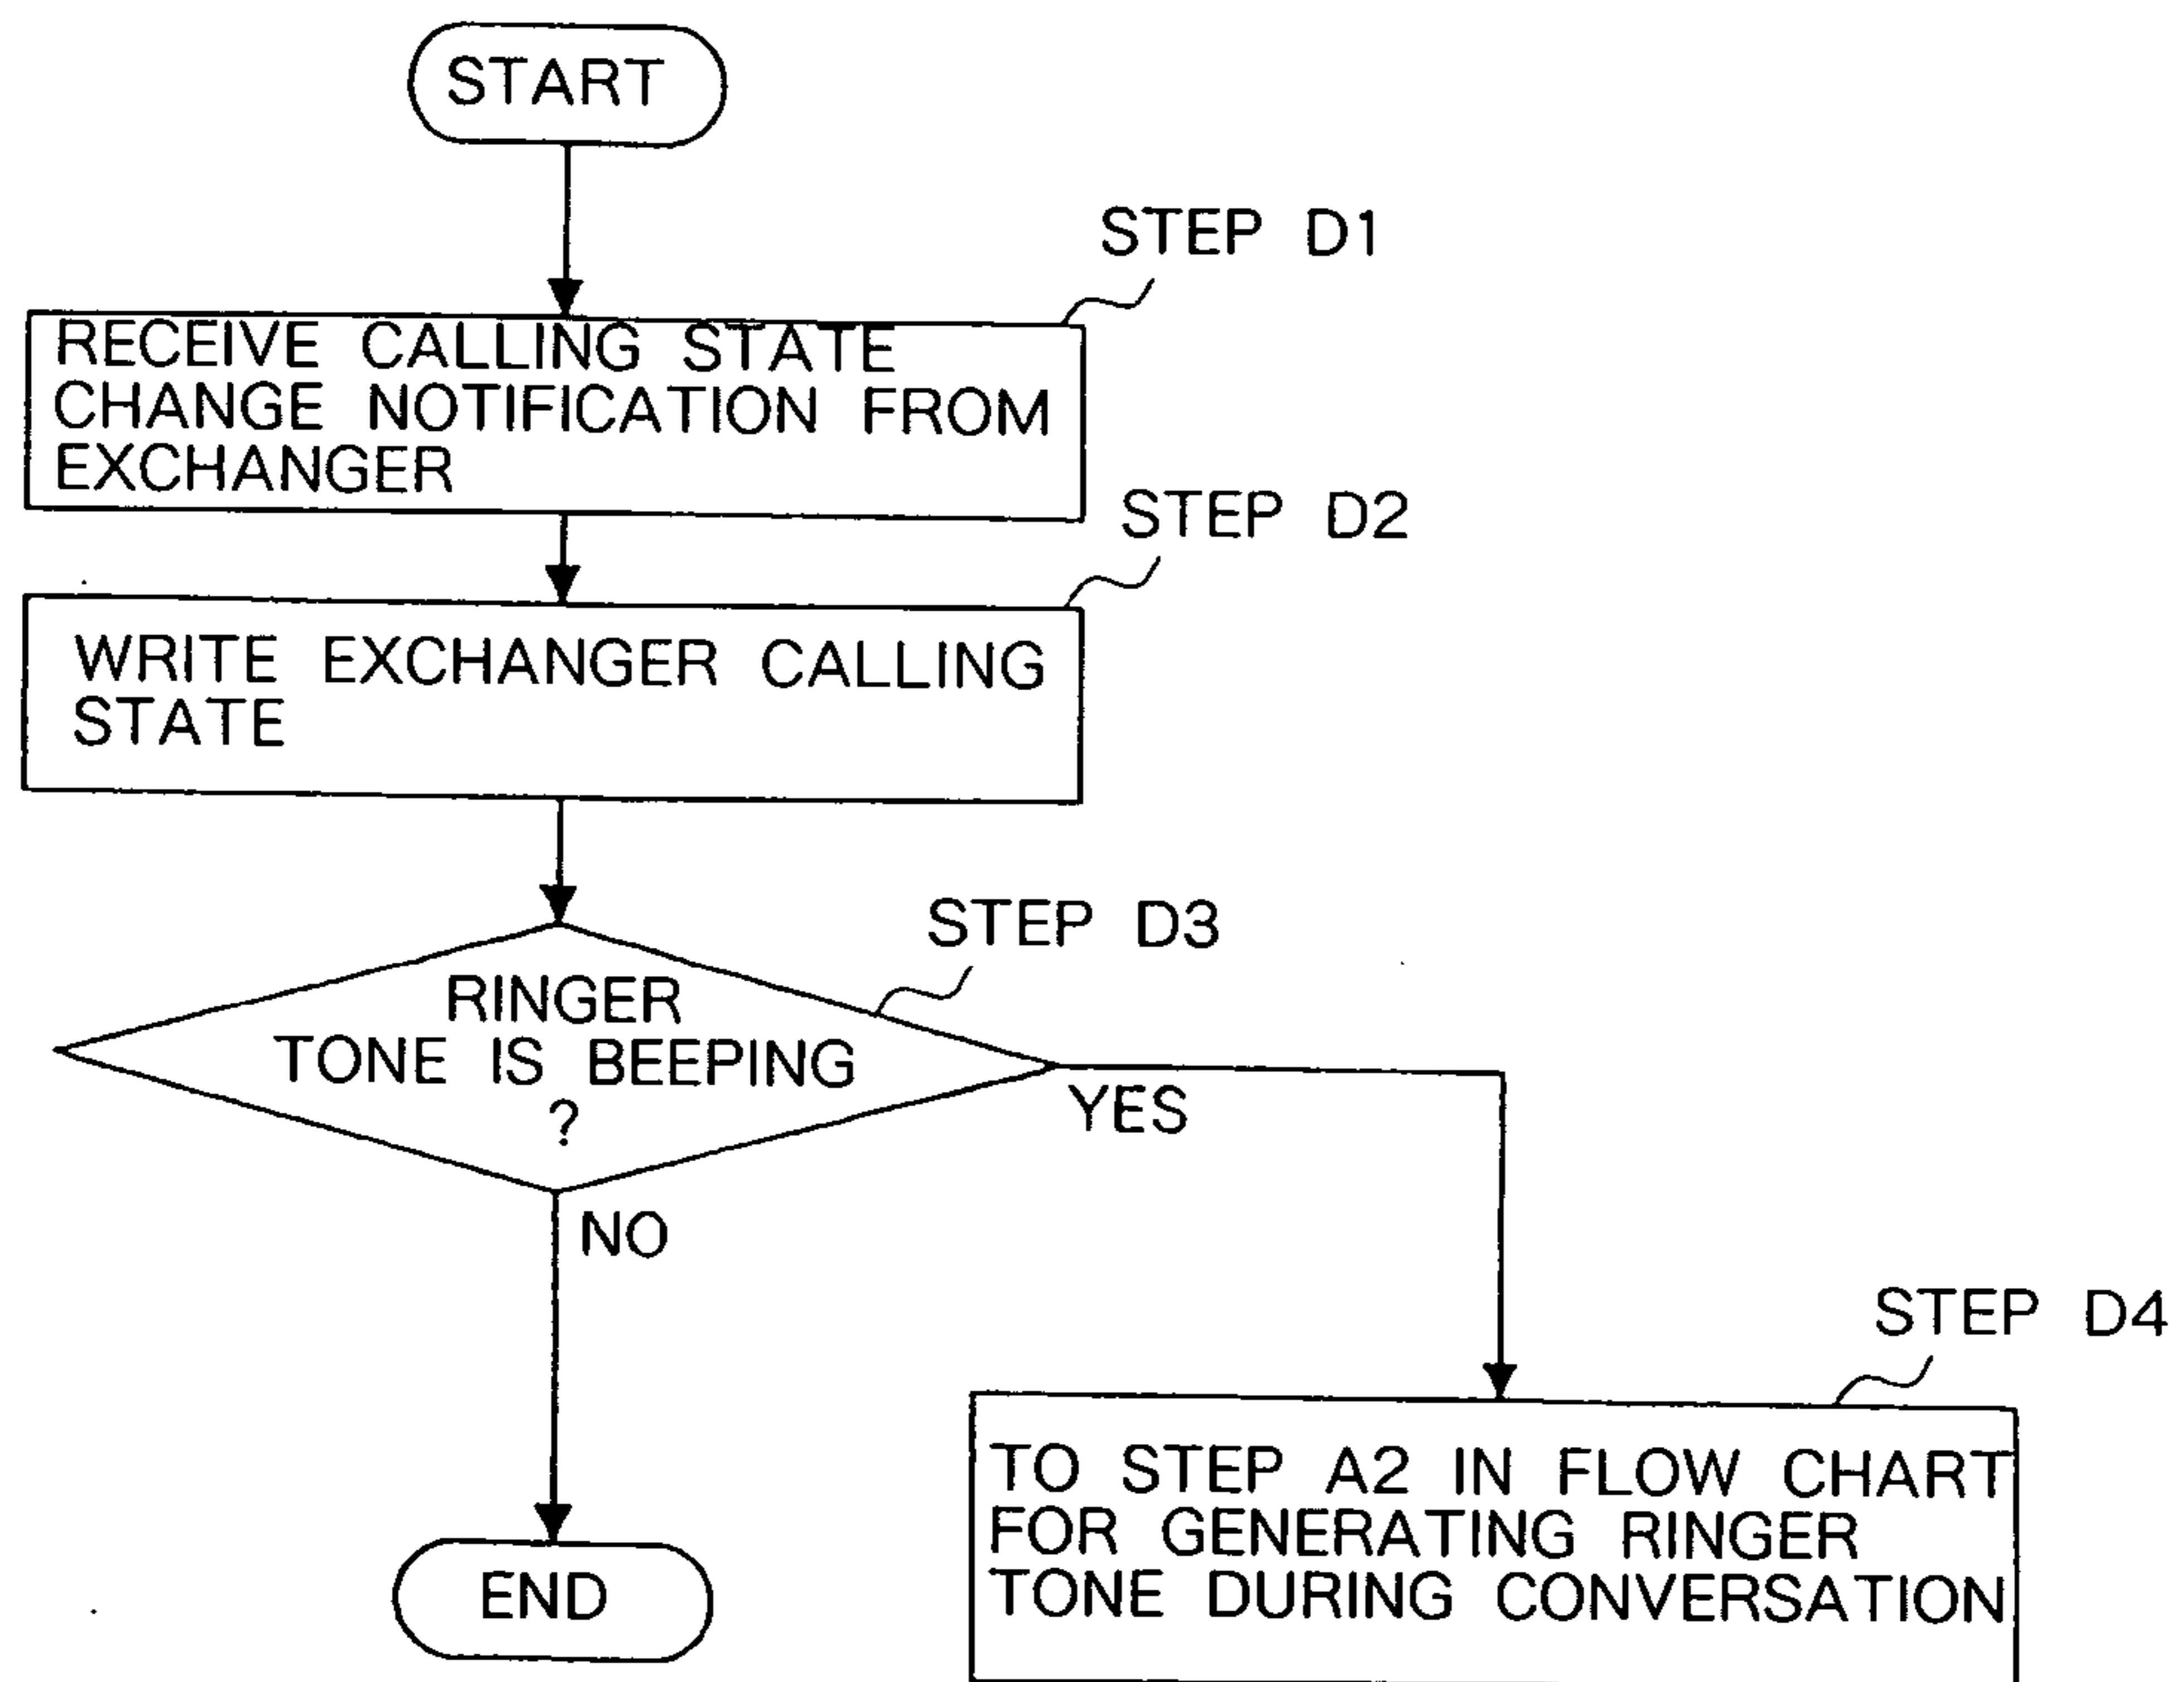 START
STEP D1
RECEIVE CALLING STATE
CHANGE NOTIFICATION FROM
EXCHANGER
STEP D2
WRITE EXCHANGER CALLING
STATE
STEP D3
RINGER
TONE IS BEEPING
?
YES
NO
STEP D4
TO STEP A2 IN FLOW CHART
FOR GENERATING RINGER
TONE DURING CONVERSATION
END